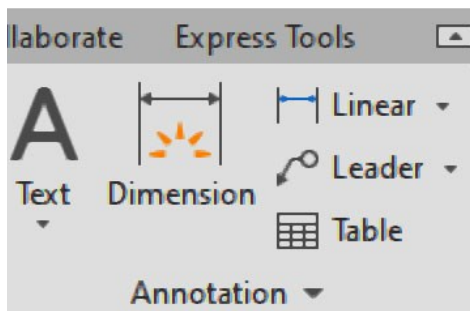 llaborate Express Tools
A
Text
Dimension
Linear
Leader
Table
Annotation